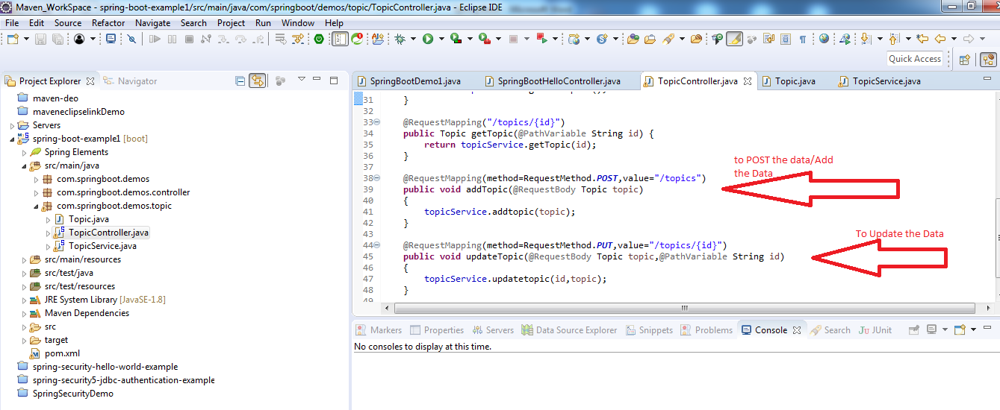 Maven_WorkSpace - spring-boot-example1/src/main/java/com/springboot/demos/topic/TopicController.java - Eclipse IDE
File Edit Source Refactor Navigate Search Project Run Window Help
Quick Access
Project Explorer Navigator
maven-deo
maveneclipselinkDemo
Servers
spring-boot-example1 [boot]
Spring Elements
src/main/java
com.springboot.demos
com.springboot.demos.controller
com.springboot.demos.topic
Topic.java
TopicController.java
TopicService.java
src/main/resources
src/test/java
src/test/resources
JRE System Library [JavaSE-1.8]
Maven Dependencies
src
target
pom.xml
spring-security-hello-world-example
spring-security5-jdbc-authentication-example
SpringSecurityDemo
SpringBootDemo1.java SpringBootHelloController.java TopicController.java Topic.java TopicService.java
31 }
32
33 @RequestMapping("/topics/{id}")
34 public Topic getTopic(@PathVariable String id) {
35 return topicService.getTopic(id);
36 }
37
38 @RequestMapping(method=RequestMethod.POST,value="/topics")
39 public void addTopic(@RequestBody Topic topic)
40 {
41 topicService.addtopic(topic);
42 }
43
44 @RequestMapping(method=RequestMethod.PUT,value="/topics/{id}")
45 public void updateTopic(@RequestBody Topic topic,@PathVariable String id)
46 {
47 topicService.updatetopic(id,topic);
48 }
49
to POST the data/Add
the Data
To Update the Data
Markers Properties Servers Data Source Explorer Snippets Problems Console Search JUnit
No consoles to display at this time.